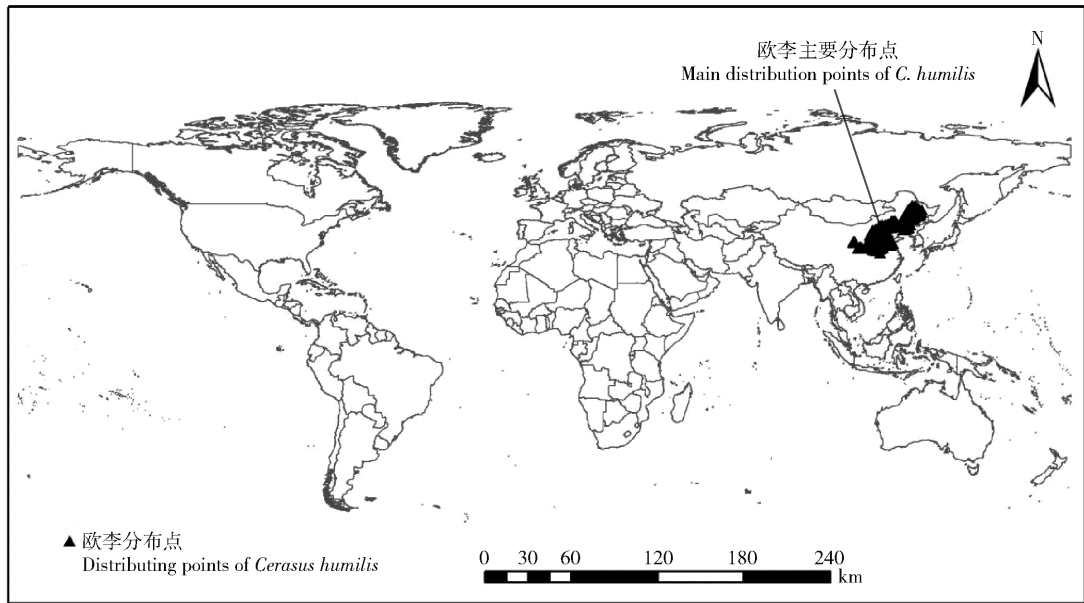 欧李主要分布点
Main distribution points of C. humilis
N
欧李分布点
Distributing points of Cerasus humilis
0 30 60 120 180 240
km